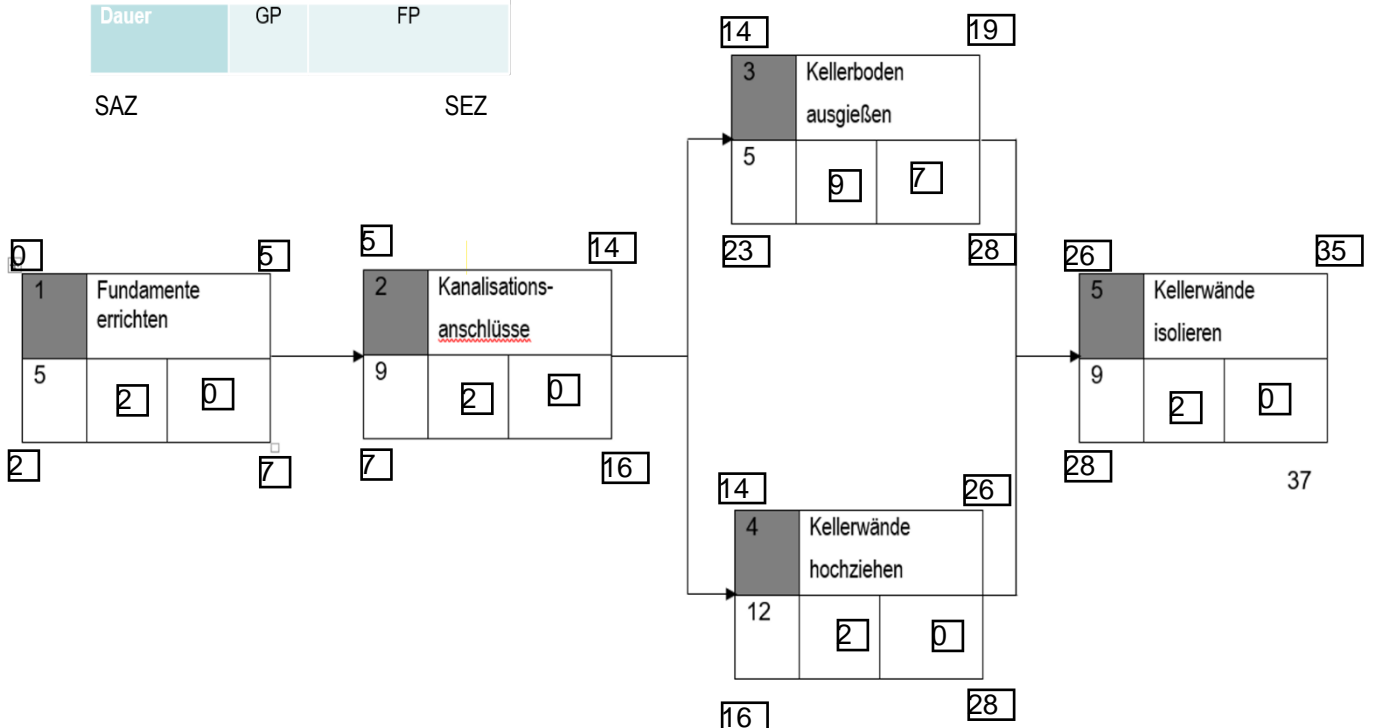 Dauer GP FP
SAZ SEZ
14 19
3 Kellerboden
ausgießen
5 9 7
23 28
0 5
1 Fundamente
errichten
5 2 0
2 7
5 14
2 Kanalisations-
anschlüsse
9 2 0
7 16
14 26
4 Kellerwände
hochziehen
12 2 0
16 28
26 35
5 Kellerwände
isolieren
9 2 0
28 37